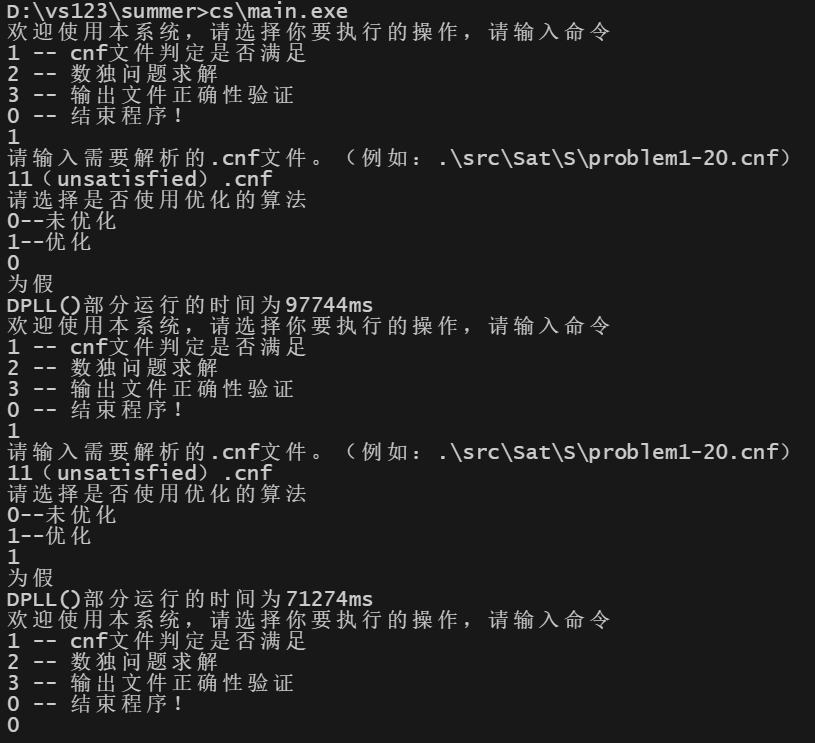 D:\vs123\summer>cs\main.exe
欢迎使用本系统，请选择你要执行的操作，请输入命令
1 -- cnf文件判定是否满足
2 -- 数独问题求解
3 -- 输出文件正确性验证
0 -- 结束程序！
1
请输入需要解析的.cnf文件。（例如：.\src\Sat\S\problem1-20.cnf）
11（unsatisfied）.cnf
请选择是否使用优化的算法
0--未优化
1--优化
0
为假
DPLL()部分运行的时间为97744ms
欢迎使用本系统，请选择你要执行的操作，请输入命令
1 -- cnf文件判定是否满足
2 -- 数独问题求解
3 -- 输出文件正确性验证
0 -- 结束程序！
1
请输入需要解析的.cnf文件。（例如：.\src\Sat\S\problem1-20.cnf）
11（unsatisfied）.cnf
请选择是否使用优化的算法
0--未优化
1--优化
1
为假
DPLL()部分运行的时间为71274ms
欢迎使用本系统，请选择你要执行的操作，请输入命令
1 -- cnf文件判定是否满足
2 -- 数独问题求解
3 -- 输出文件正确性验证
0 -- 结束程序！
0